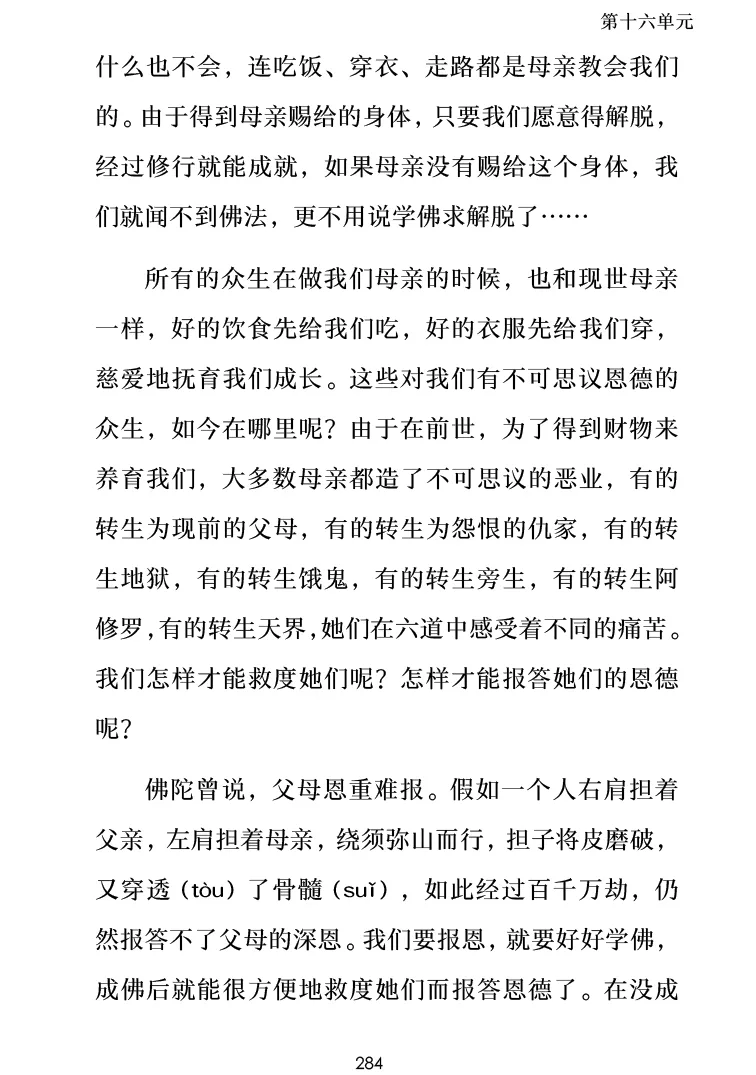 第十六单元
什么也不会，连吃饭、穿衣、走路都是母亲教会我们
的。由于得到母亲赐给的身体，只要我们愿意得解脱，
经过修行就能成就，如果母亲没有赐给这个身体，我
们就闻不到佛法，更不用说学佛求解脱了……
所有的众生在做我们母亲的时候，也和现世母亲
一样，好的饮食先给我们吃，好的衣服先给我们穿，
慈爱地抚育我们成长。这些对我们有不可思议恩德的
众生，如今在哪里呢？由于在前世，为了得到财物来
养育我们，大多数母亲都造了不可思议的恶业，有的
转生为现前的父母，有的转生为怨恨的仇家，有的转
生地狱，有的转生饿鬼，有的转生旁生，有的转生阿
修罗，有的转生天界，她们在六道中感受着不同的痛苦。
我们怎样才能救度她们呢？怎样才能报答她们的恩德
呢？
佛陀曾说，父母恩重难报。假如一个人右肩担着
父亲，左肩担着母亲，绕须弥山而行，担子将皮磨破，
又穿透（tòu）了骨髓（suǐ），如此经过百千万劫，仍
然报答不了父母的深恩。我们要报恩，就要好好学佛，
成佛后就能很方便地救度她们而报答恩德了。在没成
284